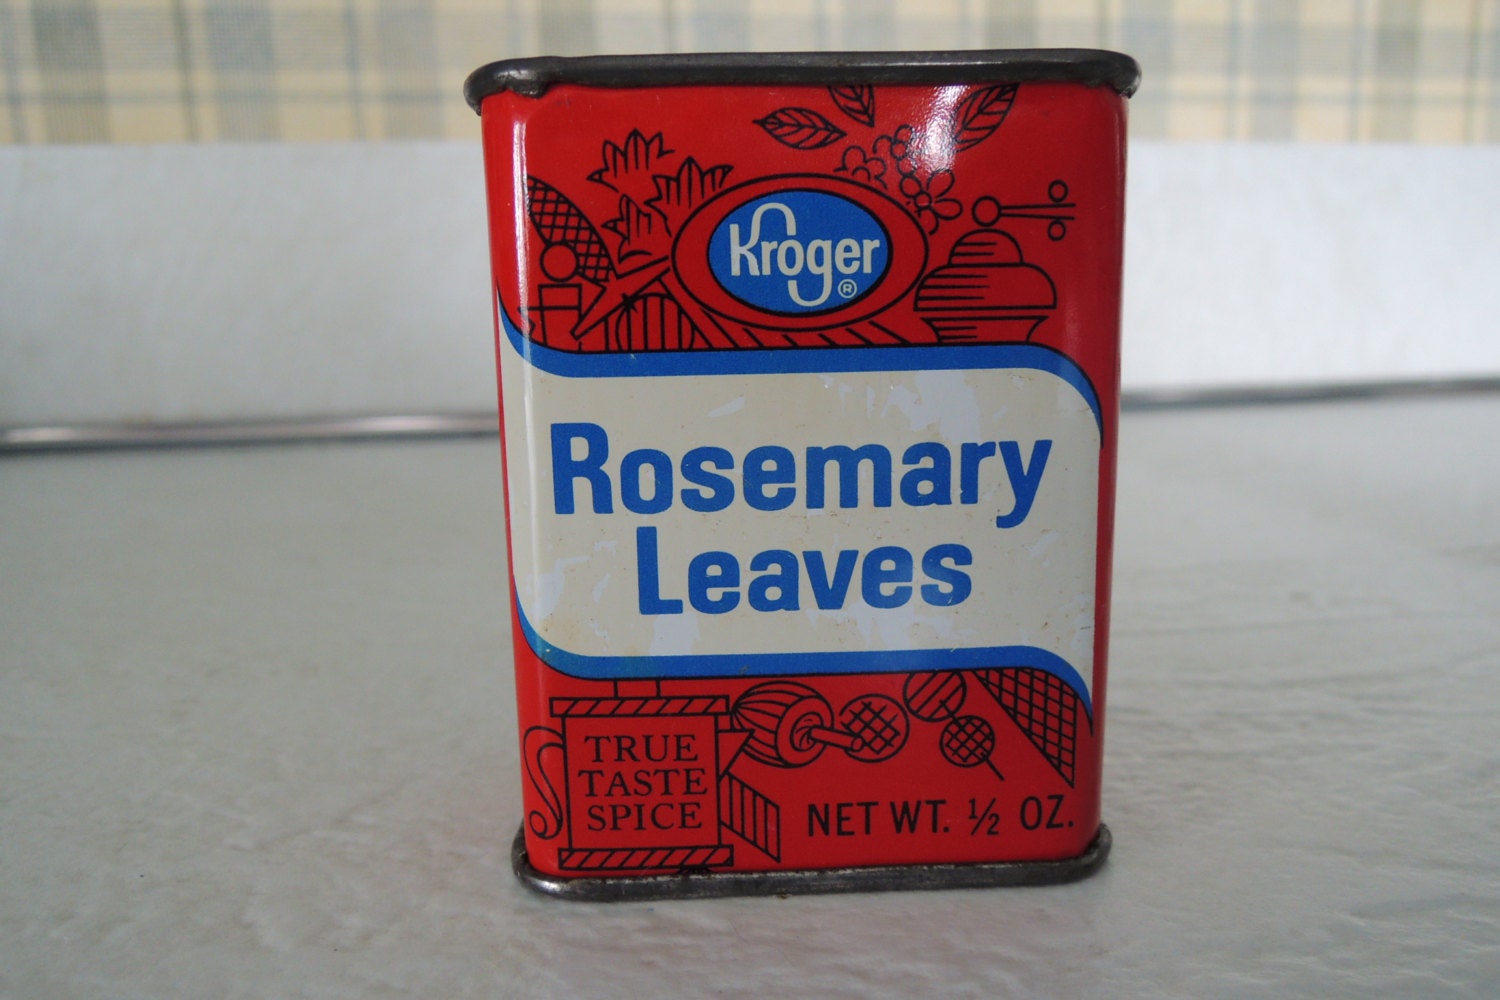 Kroger ®
Rosemary
Leaves
TRUE
TASTE
SPICE
NET WT. ½ OZ.